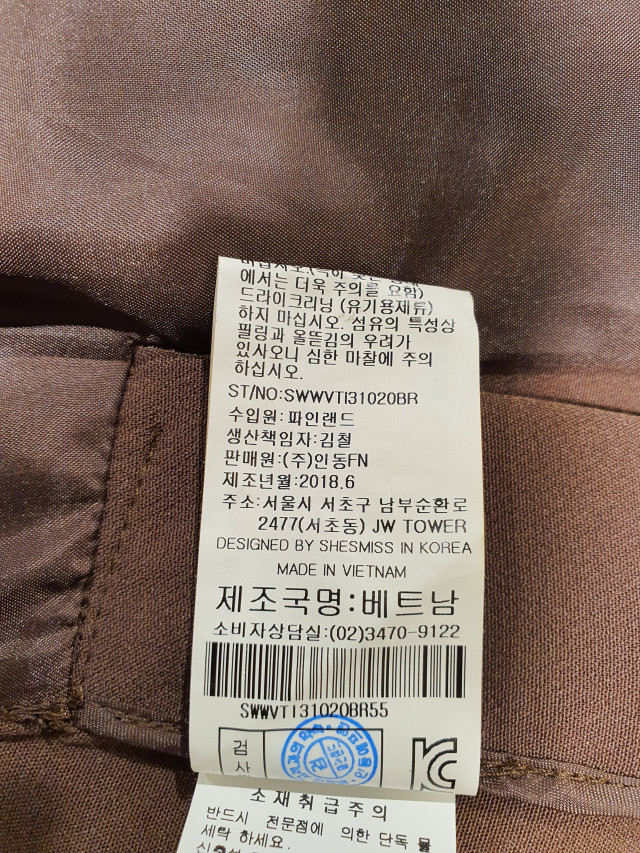 에서는 더욱 주의를 요함)
드라이크리닝 (유기용제류)
하지 마십시오. 섬유의 특성상
필링과 올뜯김의 우려가
있사오니 심한 마찰에 주의
하십시오.
ST/NO:SWWVTI31020BR
수입원:파인랜드
생산책임자:김철
판매원:(주)인동FN
제조년월:2018.6
주소:서울시 서초구 남부순환로
2477(서초동) JW TOWER
DESIGNED BY SHESMISS IN KOREA
MADE IN VIETNAM
제조국명:베트남
소비자상담실:(02)3470-9122
SWWVTI31020BR55
검
사
소재취급주의
반드시 전문점에 의한 단독 물
세탁 하세요.